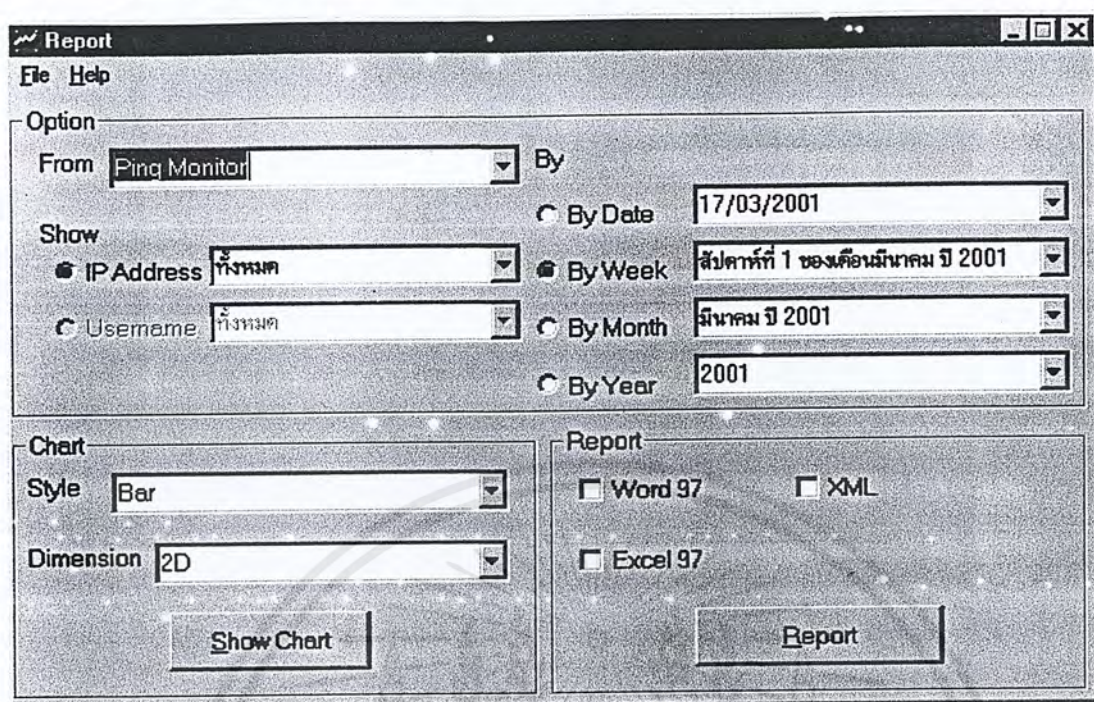 Report
File Help
Option
From Ping Monitor
By
By Date 17/03/2001
Show
IP Address ทั้งหมด
By Week สัปดาห์ที่ 1 ของเดือนมีนาคม ปี 2001
Username ทั้งหมด
By Month มีนาคม ปี 2001
By Year 2001
Chart
Style Bar
Dimension 2D
Show Chart
Report
Word 97 XML
Excel 97
Report